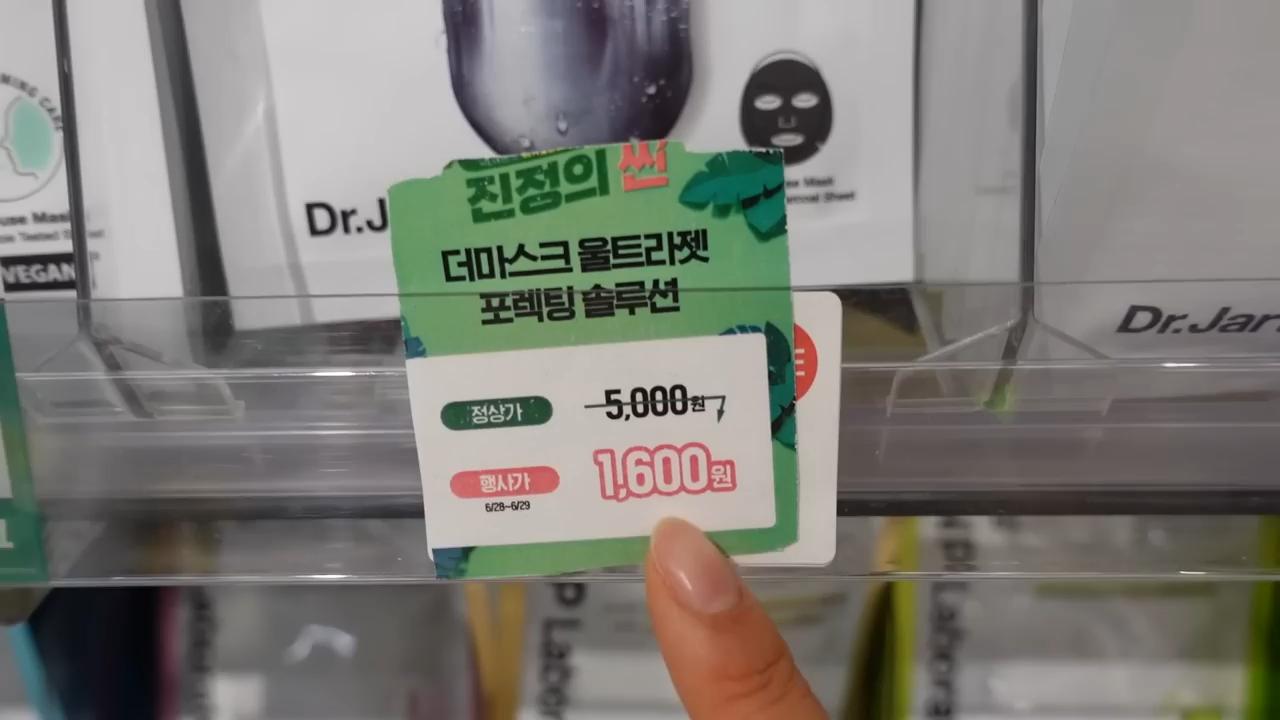 진정의 씬
더마스크 울트라젯
포렉팅 솔루션
정상가 5,000원
행사가 1,600원
6/28~6/29
Dr.J
Dr.Jar
VEGAN